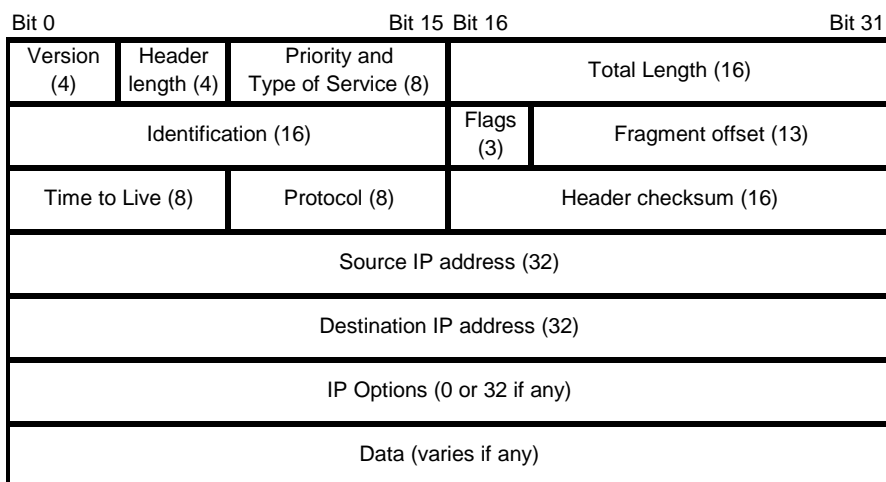 Bit 0 Bit 15 Bit 16 Bit 31
Version (4)
Header length (4)
Priority and
Type of Service (8)
Total Length (16)
Identification (16)
Flags (3)
Fragment offset (13)
Time to Live (8)
Protocol (8)
Header checksum (16)
Source IP address (32)
Destination IP address (32)
IP Options (0 or 32 if any)
Data (varies if any)